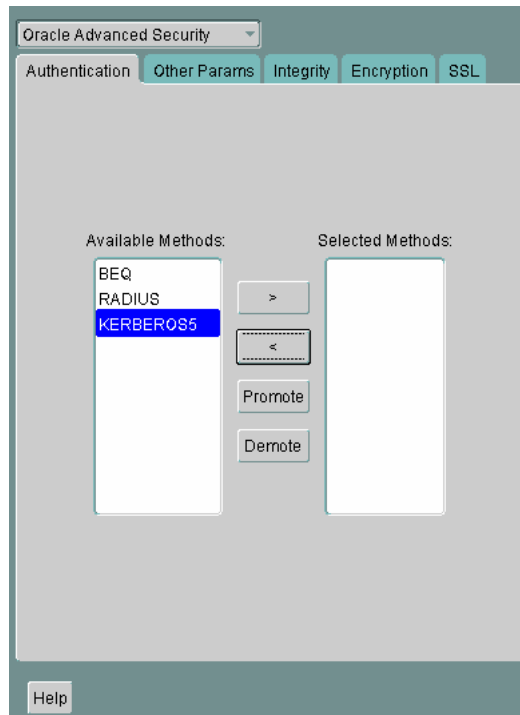 Oracle Advanced Security
Authentication Other Params Integrity Encryption SSL
Available Methods: Selected Methods:
BEQ
RADIUS
KERBEROS5
>
<
Promote
Demote
Help